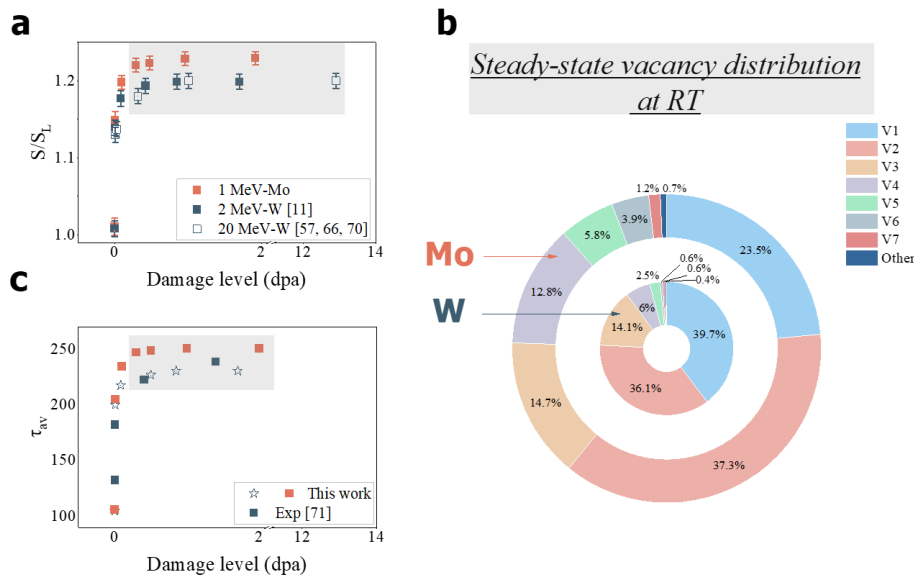 a
S/S_L
1.2
1.1
1.0
0
2
12
14
Damage level (dpa)
1 MeV-Mo
2 MeV-W [11]
20 MeV-W [57, 66, 70]
b
Steady-state vacancy distribution
at RT
V1
V2
V3
V4
V5
V6
V7
Other
Mo
W
23.5%
37.3%
14.7%
12.8%
5.8%
3.9%
1.2%
0.7%
39.7%
36.1%
14.1%
6%
2.5%
0.6%
0.6%
0.4%
c
τ_av
250
200
150
100
0
2
12
14
Damage level (dpa)
This work
Exp [71]